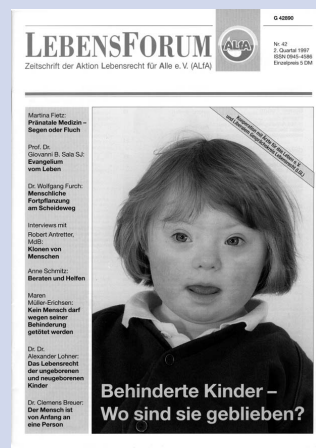 G 42890
LEBENSFORUM
Zeitschrift der Aktion Lebensrecht für Alle e. V. (ALfA)
ALfA
Nr. 42
2. Quartal 1997
ISSN 0945-4586
Einzelpreis 5 DM
Martina Fietz:
Pränatale Medizin –
Segen oder Fluch
Prof. Dr.
Giovanni B. Sala SJ:
Evangelium
vom Leben
Dr. Wolfgang Furch:
Menschliche
Fortpflanzung
am Scheideweg
Interviews mit
Robert Antretter,
MdB:
Klonen von
Menschen
Anne Schmitz:
Beraten und Helfen
Maren
Müller-Erichsen:
Kein Mensch darf
wegen seiner
Behinderung
getötet werden
Dr. Dr.
Alexander Lohner:
Das Lebensrecht
der ungeborenen
und neugeborenen
Kinder
Dr. Clemens Breuer:
Der Mensch ist
von Anfang an
eine Person
Behinderte Kinder –
Wo sind sie geblieben?